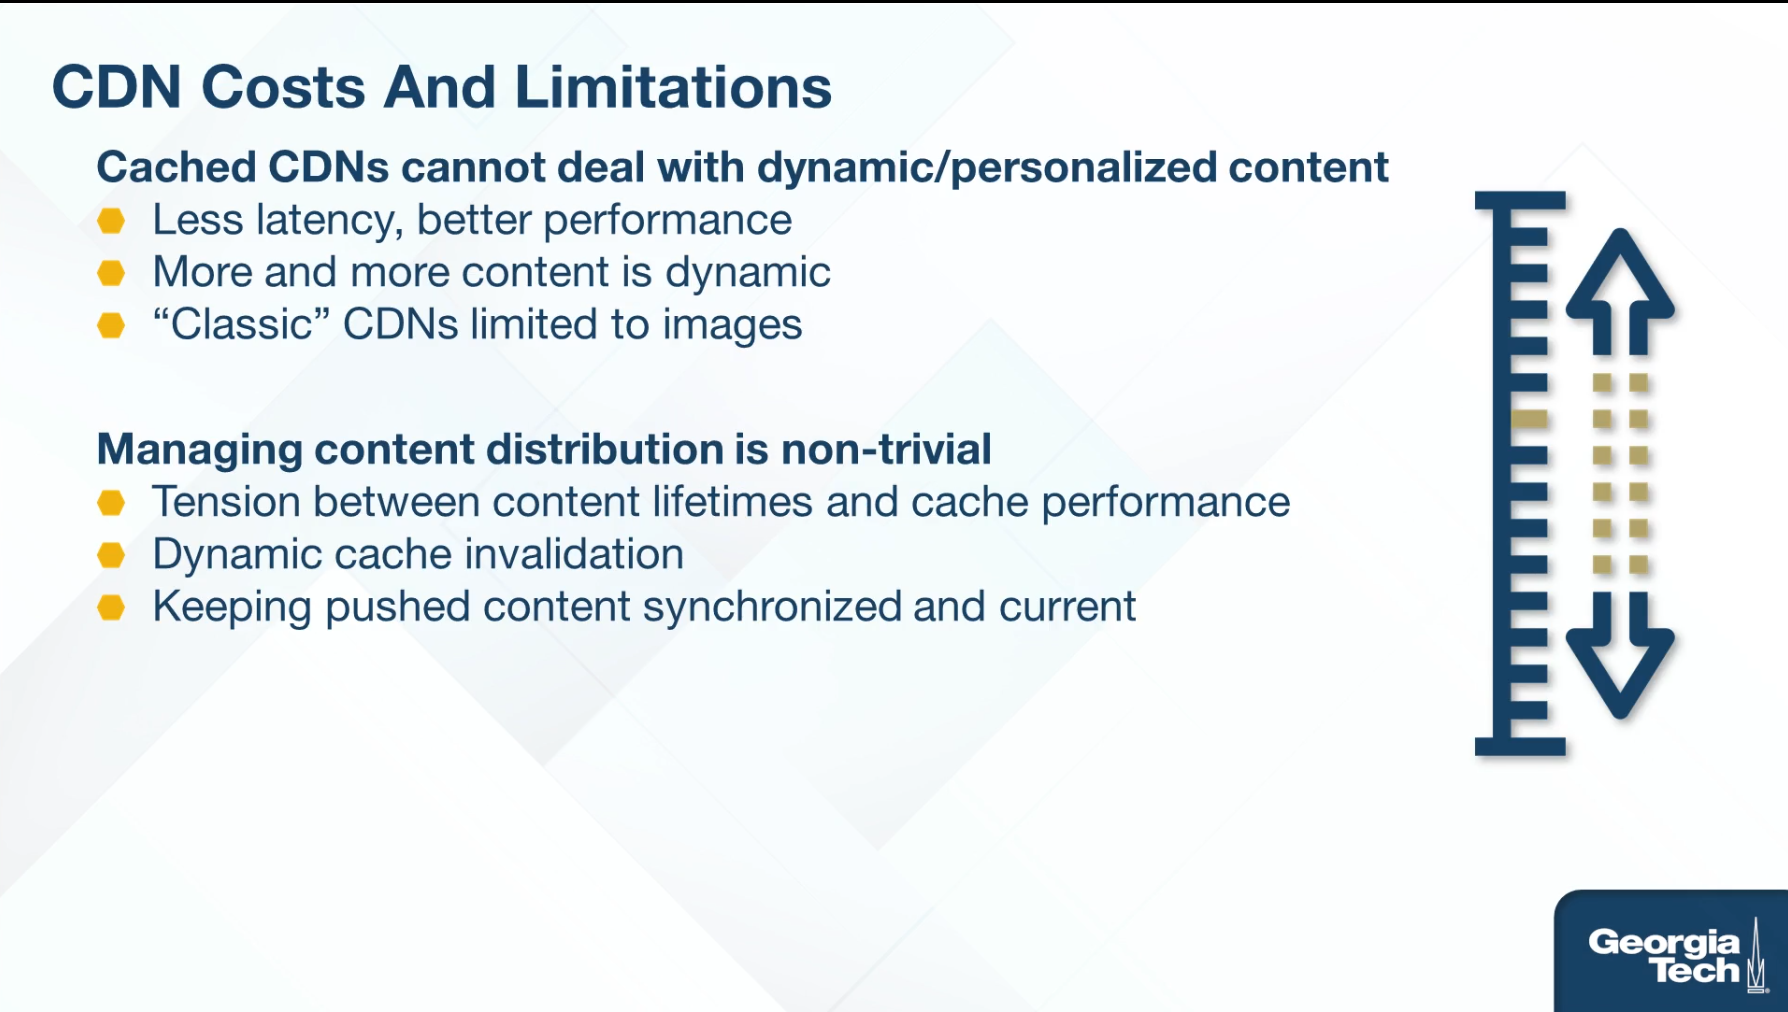 CDN Costs And Limitations
Cached CDNs cannot deal with dynamic/personalized content
Less latency, better performance
More and more content is dynamic
“Classic” CDNs limited to images
Managing content distribution is non-trivial
Tension between content lifetimes and cache performance
Dynamic cache invalidation
Keeping pushed content synchronized and current
Georgia
Tech